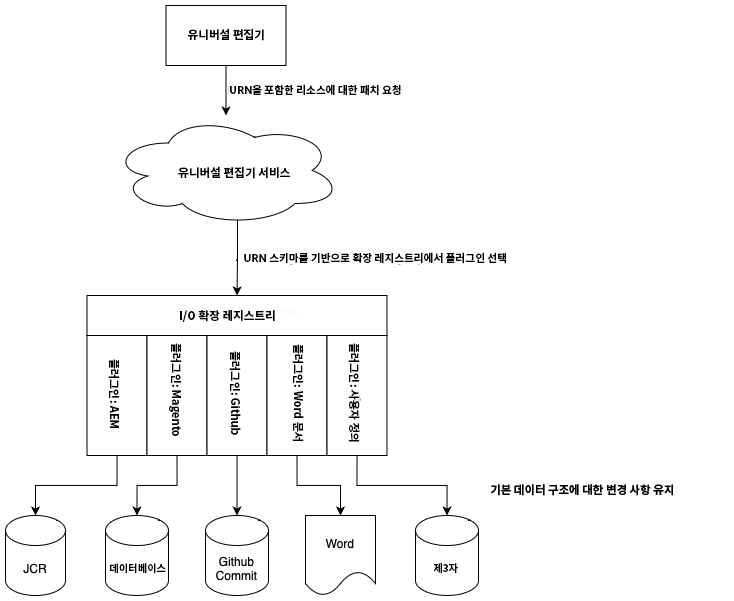 유니버설 편집기
URN을 포함한 리소스에 대한 패치 요청
유니버설 편집기 서비스
URN 스키마를 기반으로 확장 레지스트리에서 플러그인 선택
I/O 확장 레지스트리
플러그인: AEM
플러그인: Magento
플러그인: Github
플러그인: Word 문서
플러그인: 사용자 정의
기본 데이터 구조에 대한 변경 사항 유지
JCR
데이터베이스
Github
Commit
Word
제3자